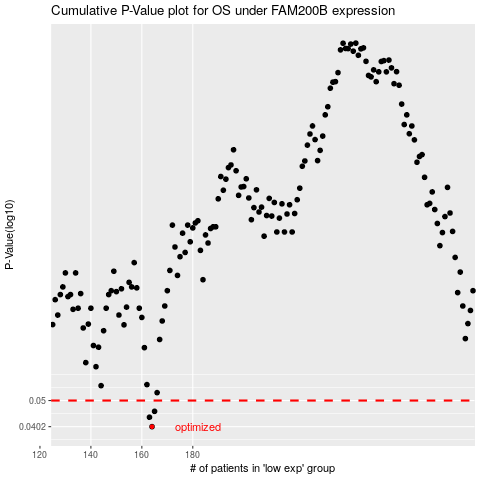 Cumulative P-Value plot for OS under FAM200B expression
P-Value(log10)
0.05
0.0402
optimized
120 140 160 180
# of patients in 'low exp' group